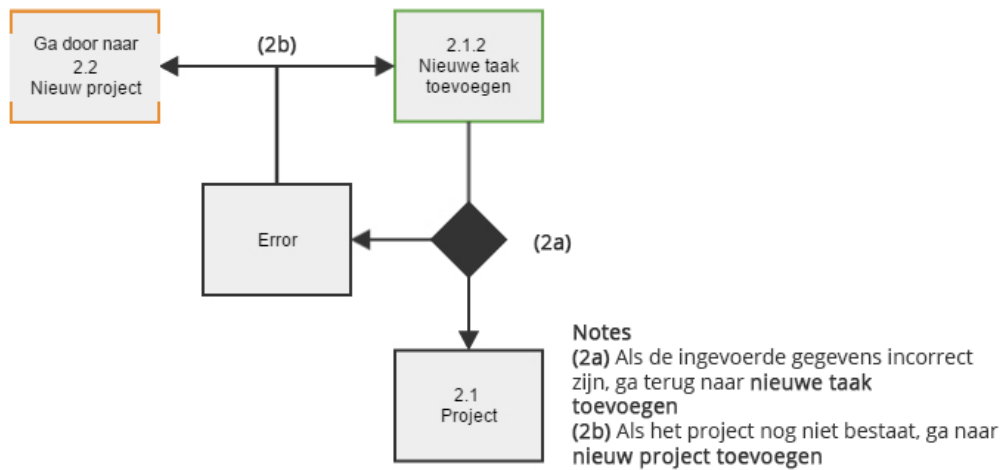 Ga door naar
2.2
Nieuw project
(2b)
2.1.2
Nieuwe taak
toevoegen
Error
(2a)
2.1
Project
Notes
(2a) Als de ingevoerde gegevens incorrect
zijn, ga terug naar nieuwe taak
toevoegen
(2b) Als het project nog niet bestaat, ga naar
nieuw project toevoegen